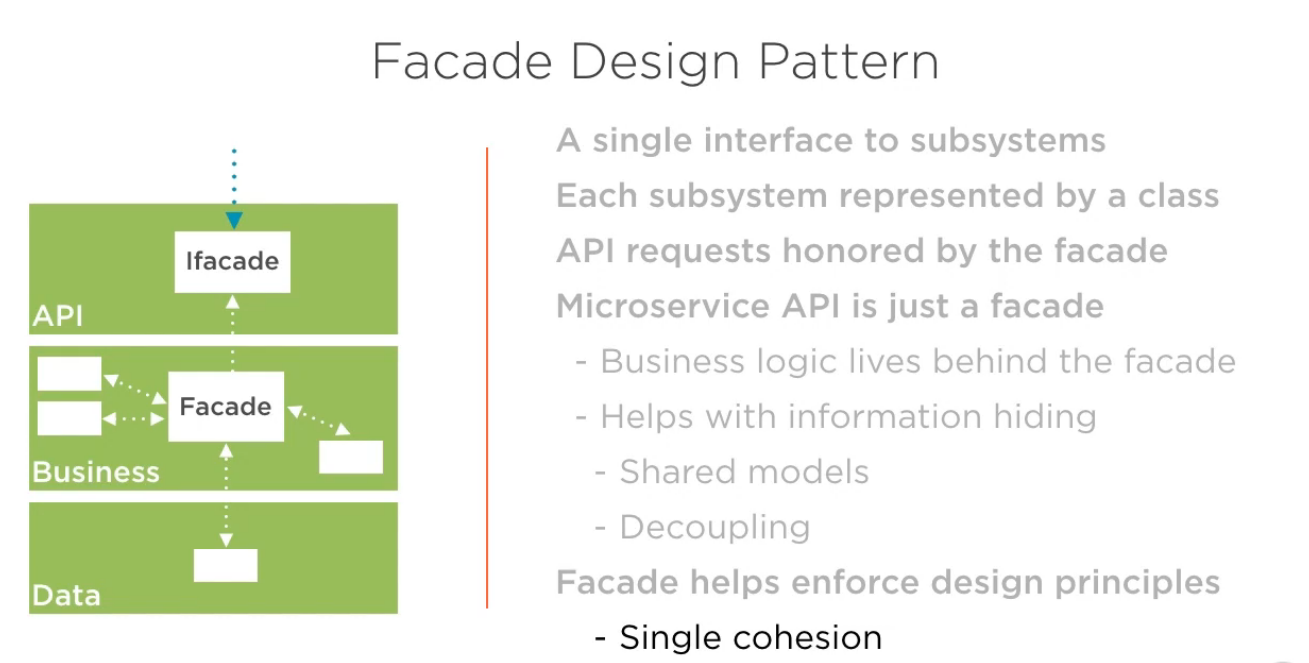 Facade Design Pattern
Ifacade
API
Facade
Business
Data
A single interface to subsystems
Each subsystem represented by a class
API requests honored by the facade
Microservice API is just a facade
- Business logic lives behind the facade
- Helps with information hiding
- Shared models
- Decoupling
Facade helps enforce design principles
- Single cohesion